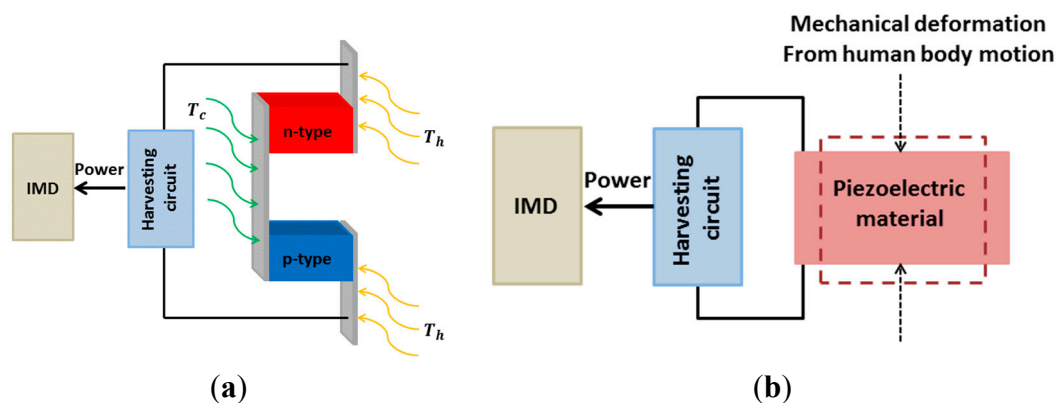 T_c
n-type
T_h
IMD
Power
Harvesting
circuit
p-type
T_h
(a)
Mechanical deformation
From human body motion
IMD
Power
Harvesting
circuit
Piezoelectric
material
(b)